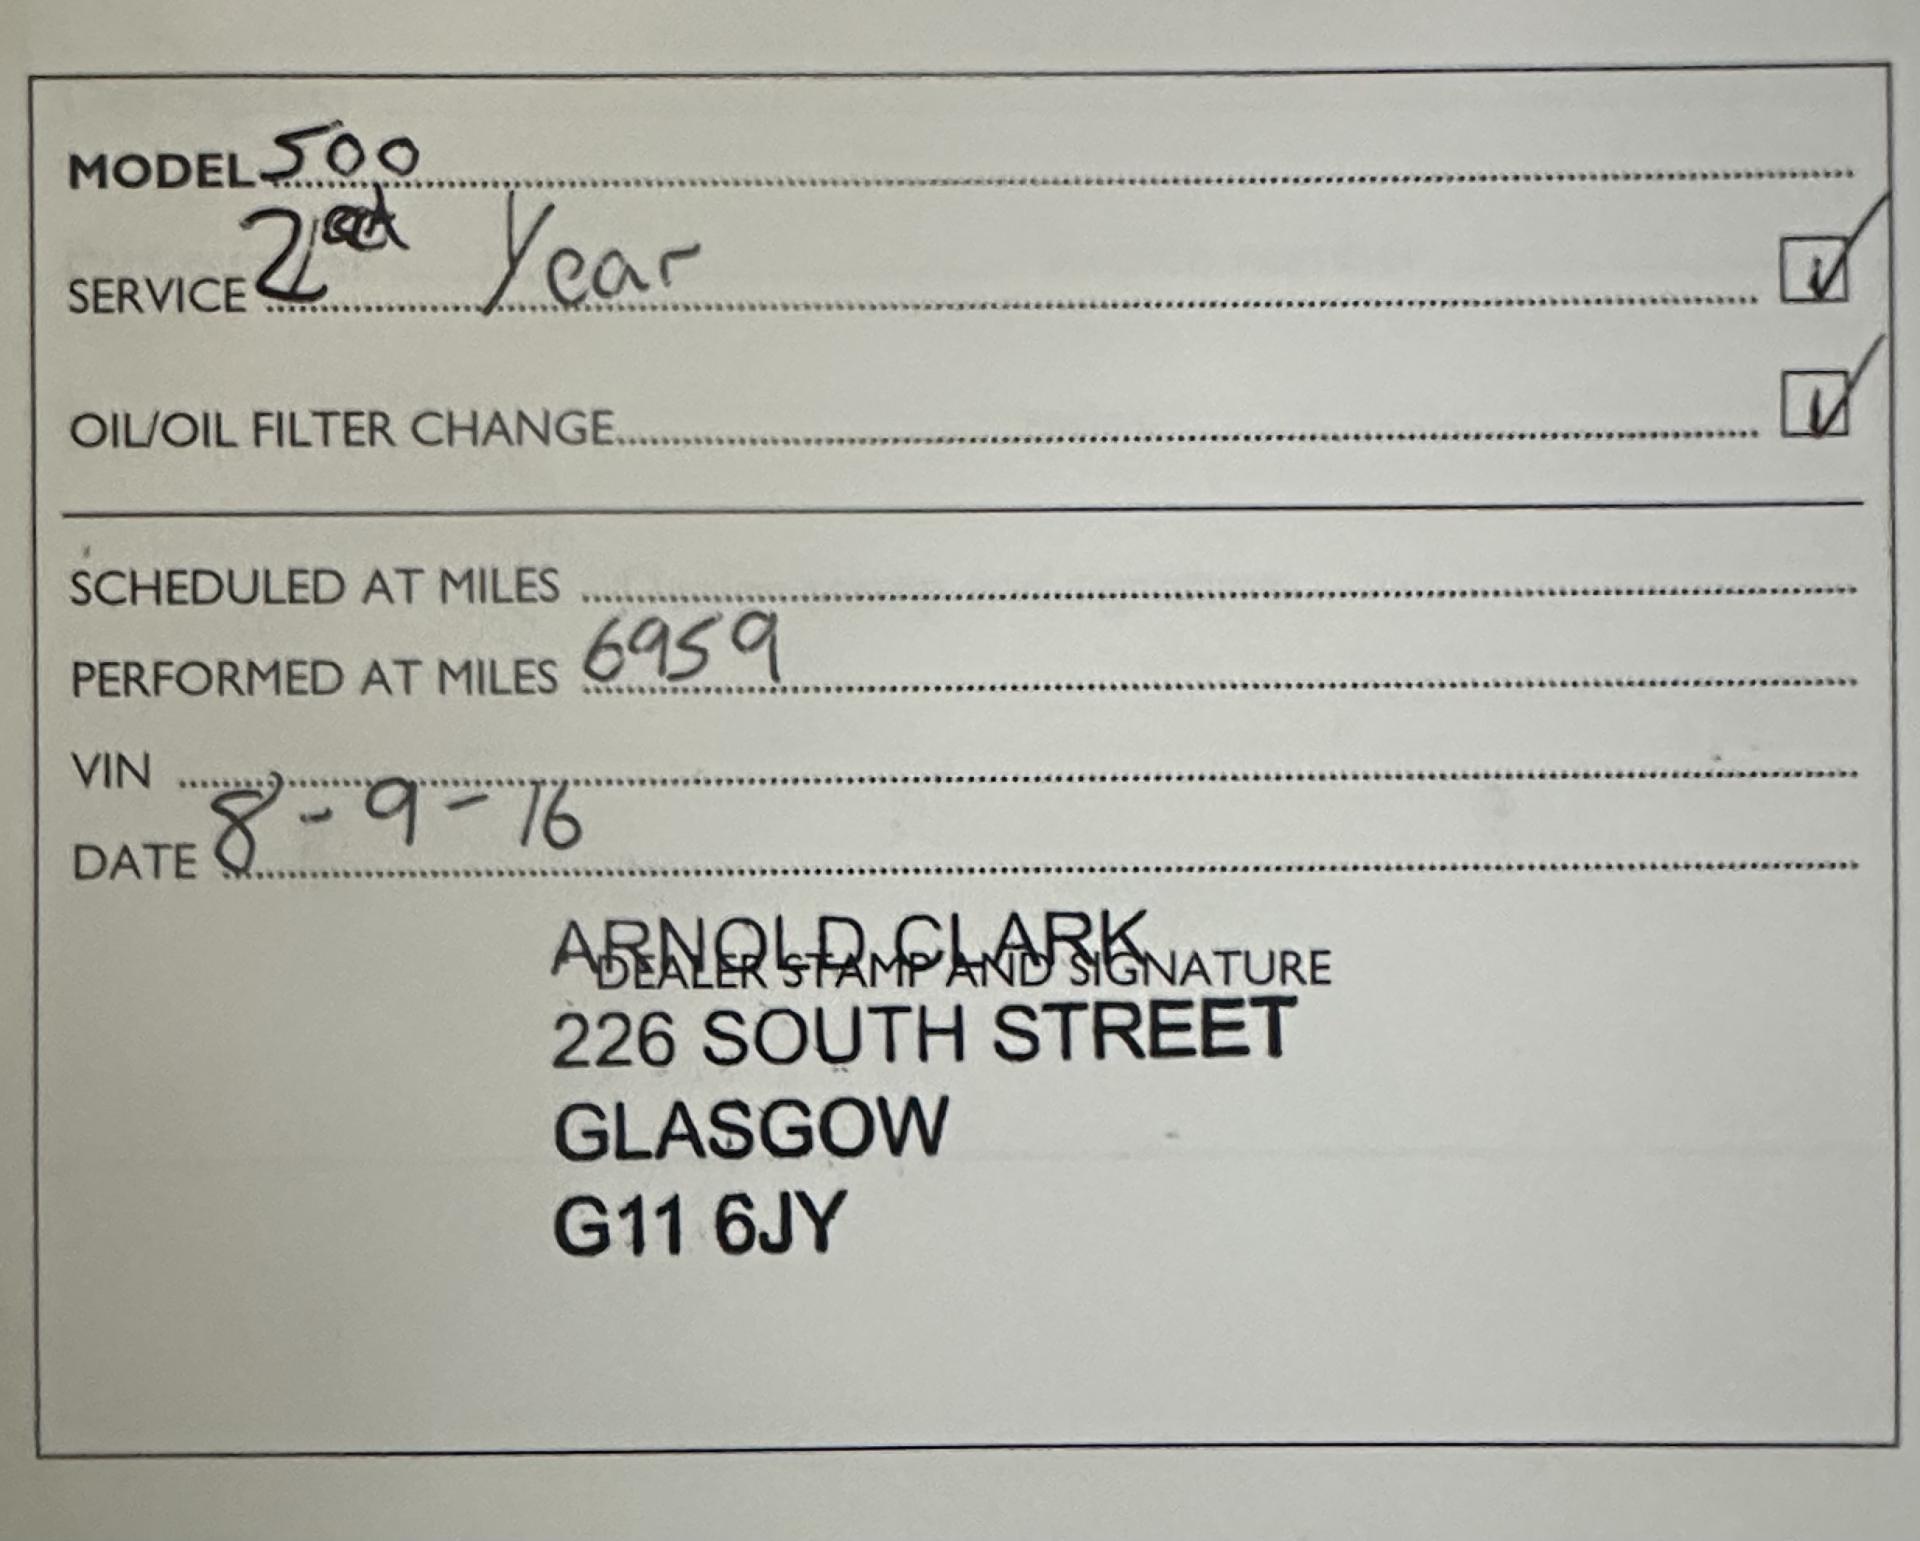 MODEL 500
SERVICE 2nd Year
OIL/OIL FILTER CHANGE
SCHEDULED AT MILES
PERFORMED AT MILES 6959
VIN
DATE 8-9-16
ARNOLD CLARK
DEALER STAMP AND SIGNATURE
226 SOUTH STREET
GLASGOW
G11 6JY